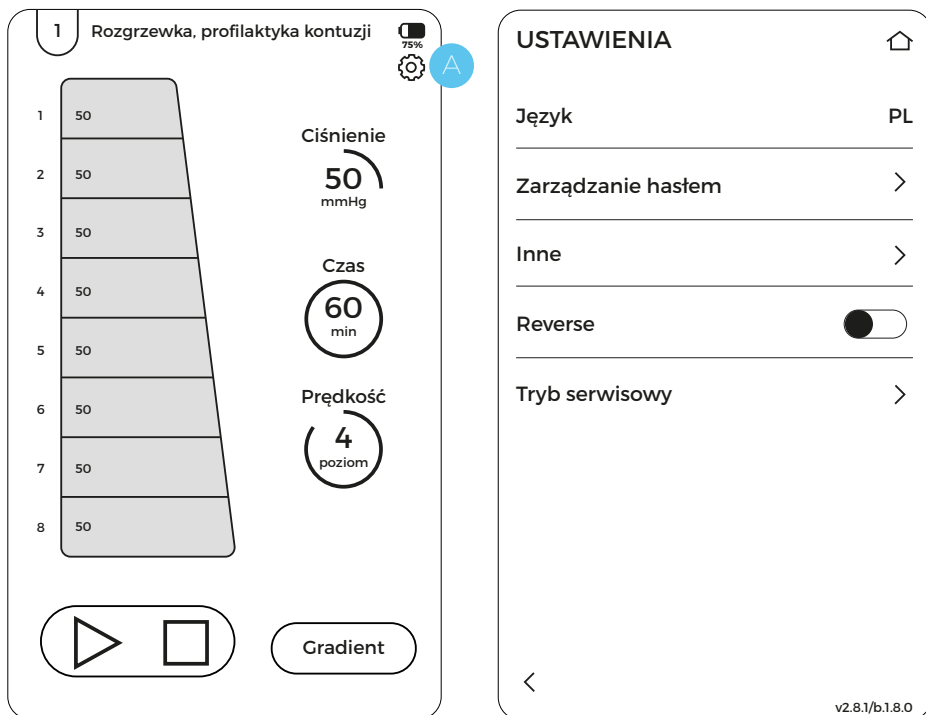 1 Rozgrzewka, profilaktyka kontuzji
75%
A
1 50
2 50
3 50
4 50
5 50
6 50
7 50
8 50
Ciśnienie
50
mmHg
Czas
60
min
Prędkość
4
poziom
Gradient
USTAWIENIA
Język PL
Zarządzanie hasłem
Inne
Reverse
Tryb serwisowy
v2.8.1/b.1.8.0